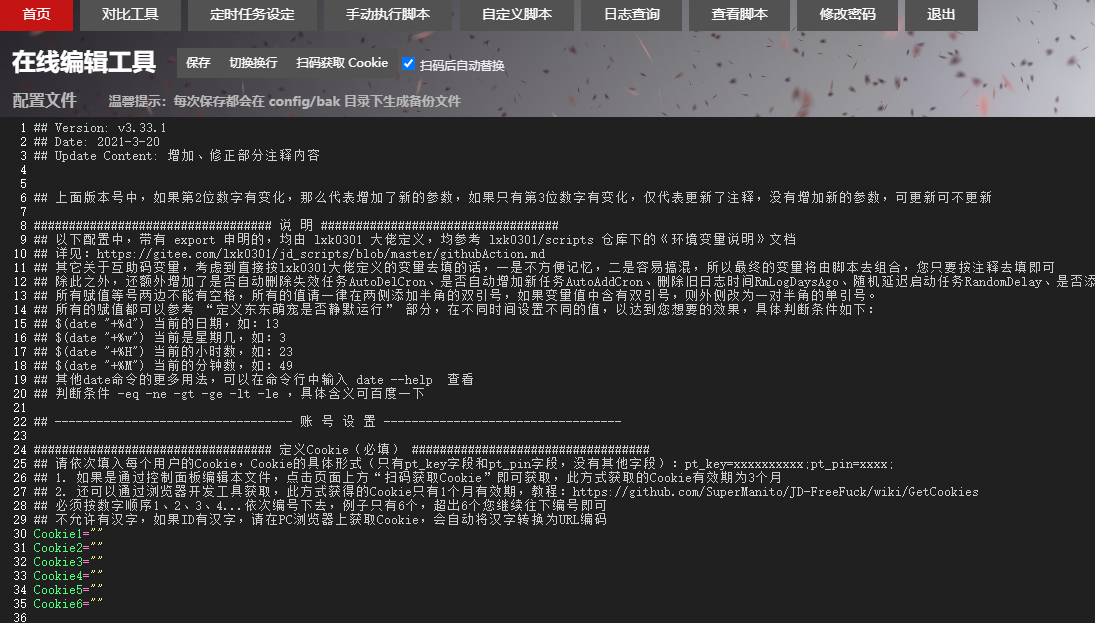 首页 对比工具 定时任务设定 手动执行脚本 自定义脚本 日志查询 查看脚本 修改密码 退出
在线编辑工具 保存 切换换行 扫码获取 Cookie 扫码后自动替换
配置文件 温馨提示：每次保存都会在 config/bak 目录下生成备份文件
1 ## Version: v3.33.1
2 ## Date: 2021-3-20
3 ## Update Content: 增加、修正部分注释内容
4
5
6 ## 上面版本号中，如果第2位数字有变化，那么代表增加了新的参数，如果只有第3位数字有变化，仅代表更新了注释，没有增加新的参数，可更新可不更新
7
8 ################################## 说 明 ##################################
9 ## 以下配置中，带有 export 申明的，均由 lxk0301 大佬定义，均参考 lxk0301/scripts 仓库下的《环境变量说明》文档
10 ## 详见：https://gitee.com/lxk0301/jd_scripts/blob/master/githubAction.md
11 ## 其它关于互助码变量，考虑到直接按lxk0301大佬定义的变量去填的话，一是不方便记忆，二是容易搞混，所以最终的变量将由脚本去组合，您只要按注释去填即可
12 ## 除此之外，还额外增加了是否自动删除失效任务AutoDelCron、是否自动增加新任务AutoAddCron、删除旧日志时间RmLogDaysAgo、随机延迟启动任务RandomDelay、是否添
13 ## 所有赋值等号两边不能有空格，所有的值请一律在两侧添加半角的双引号，如果变量值中含有双引号，则外侧改为一对半角的单引号。
14 ## 所有的赋值都可以参考 “定义东东萌宠是否静默运行” 部分，在不同时间设置不同的值，以达到您想要的效果，具体判断条件如下：
15 ## $(date "+%d") 当前的日期，如：13
16 ## $(date "+%w") 当前是星期几，如：3
17 ## $(date "+%H") 当前的小时数，如：23
18 ## $(date "+%M") 当前的分钟数，如：49
19 ## 其他date命令的更多用法，可以在命令行中输入 date --help 查看
20 ## 判断条件 -eq -ne -gt -ge -lt -le ，具体含义可百度一下
21
22 ## ---------------------------------- 账 号 设 置 ----------------------------------
23
24 ################################## 定义Cookie（必填） ##################################
25 ## 请依次填入每个用户的Cookie，Cookie的具体形式（只有pt_key字段和pt_pin字段，没有其他字段）：pt_key=xxxxxxxxxx;pt_pin=xxxx;
26 ## 1. 如果是通过控制面板编辑本文件，点击页面上方“扫码获取Cookie”即可获取，此方式获取的Cookie有效期为3个月
27 ## 2. 还可以通过浏览器开发工具获取，此方式获得的Cookie只有1个月有效期，教程：https://github.com/SuperManito/JD-FreeFuck/wiki/GetCookies
28 ## 必须按数字顺序1、2、3、4...依次编号下去，例子只有6个，超出6个您继续往下编号即可
29 ## 不允许有汉字，如果ID有汉字，请在PC浏览器上获取Cookie，会自动将汉字转换为URL编码
30 Cookie1=""
31 Cookie2=""
32 Cookie3=""
33 Cookie4=""
34 Cookie5=""
35 Cookie6=""
36